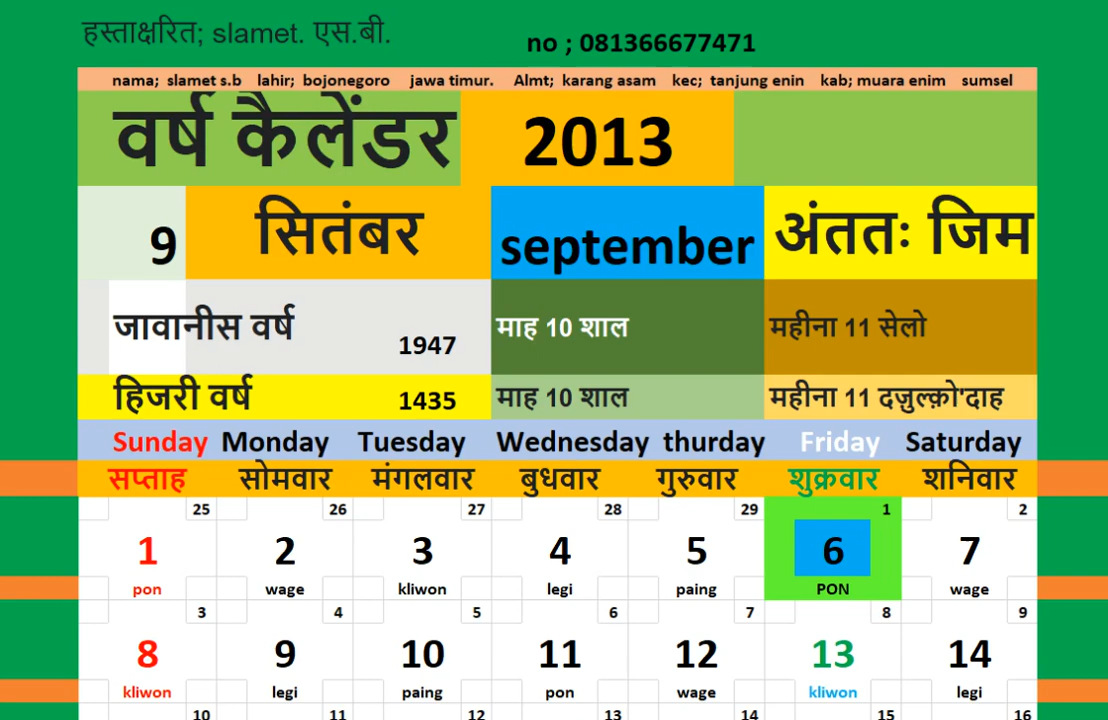 हस्ताक्षरित; slamet. एस.बी.
no ; 081366677471
nama; slamet s.b lahir; bojonegoro jawa timur. Almt; karang asam kec; tanjung enin kab; muara enim sumsel
वर्ष कैलेंडर 2013
9 सितंबर september अंततः जिम
जावानीस वर्ष 1947 माह 10 शाल महीना 11 सेलो
हिजरी वर्ष 1435 माह 10 शाल महीना 11 दज़ुल्क़ो'दाह
Sunday Monday Tuesday Wednesday thurday Friday Saturday
सप्ताह सोमवार मंगलवार बुधवार गुरुवार शुक्रवार शनिवार
25 26 27 28 29 1 2
1 2 3 4 5 6 7
pon wage kliwon legi paing PON wage
3 4 5 6 7 8 9
8 9 10 11 12 13 14
kliwon legi paing pon wage kliwon legi
10 11 12 13 14 15 16